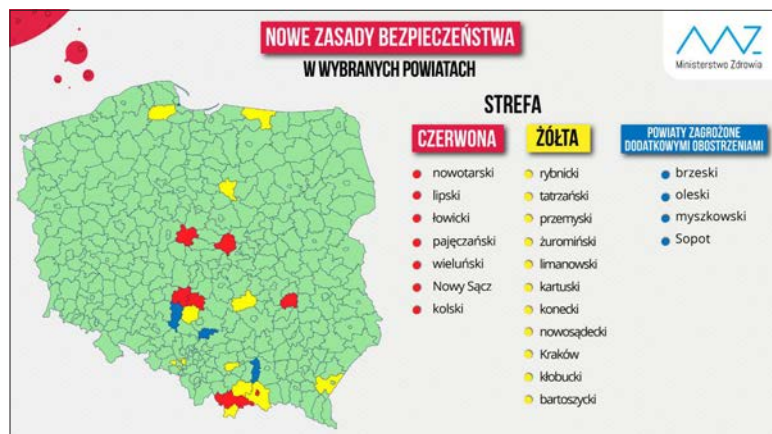 NOWE ZASADY BEZPIECZEŃSTWA
W WYBRANYCH POWIATACH
Ministerstwo Zdrowia
STREFA
CZERWONA
nowotarski
lipski
łowicki
pajęczański
wieluński
Nowy Sącz
kolski
ŻÓŁTA
rybnicki
tatrzański
przemyski
żuromiński
limanowski
kartuski
konecki
nowosądecki
Kraków
kłobucki
bartoszycki
POWIATY ZAGROŻONE
DODATKOWYMI OBOSTRZENIAMI
brzeski
oleski
myszkowski
Sopot